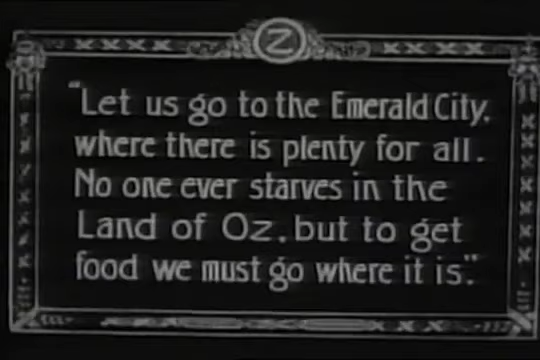 Z
"Let us go to the Emerald City,
where there is plenty for all.
No one ever starves in the
Land of Oz, but to get
food we must go where it is."